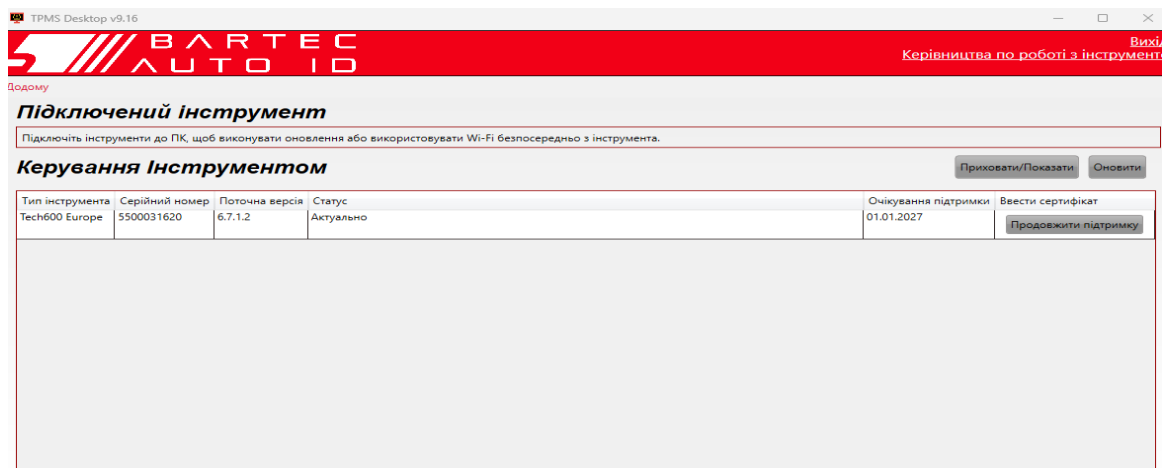 TPMS Desktop v9.16
BARTEC
AUTO ID
Вихі
Керівництва по роботі з інструмент
Додому
Підключений інструмент
Підключіть інструменти до ПК, щоб виконувати оновлення або використовувати Wi-Fi безпосередньо з інструмента.
Керування Інструментом
Приховати/Показати Оновити
Тип інструмента Серійний номер Поточна версія Статус Очікування підтримки Ввести сертифікат
Tech600 Europe 5500031620 6.7.1.2 Актуально 01.01.2027 Продовжити підтримку